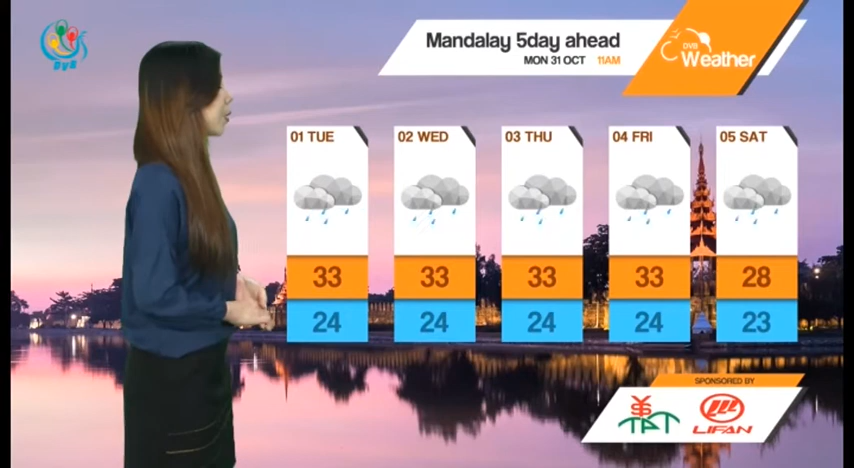 DVB
Mandalay 5day ahead
MON 31 OCT 11AM
DVB
Weather
01 TUE
02 WED
03 THU
04 FRI
05 SAT
33
33
33
33
28
24
24
24
24
23
SPONSORED BY
TPT
LIFAN